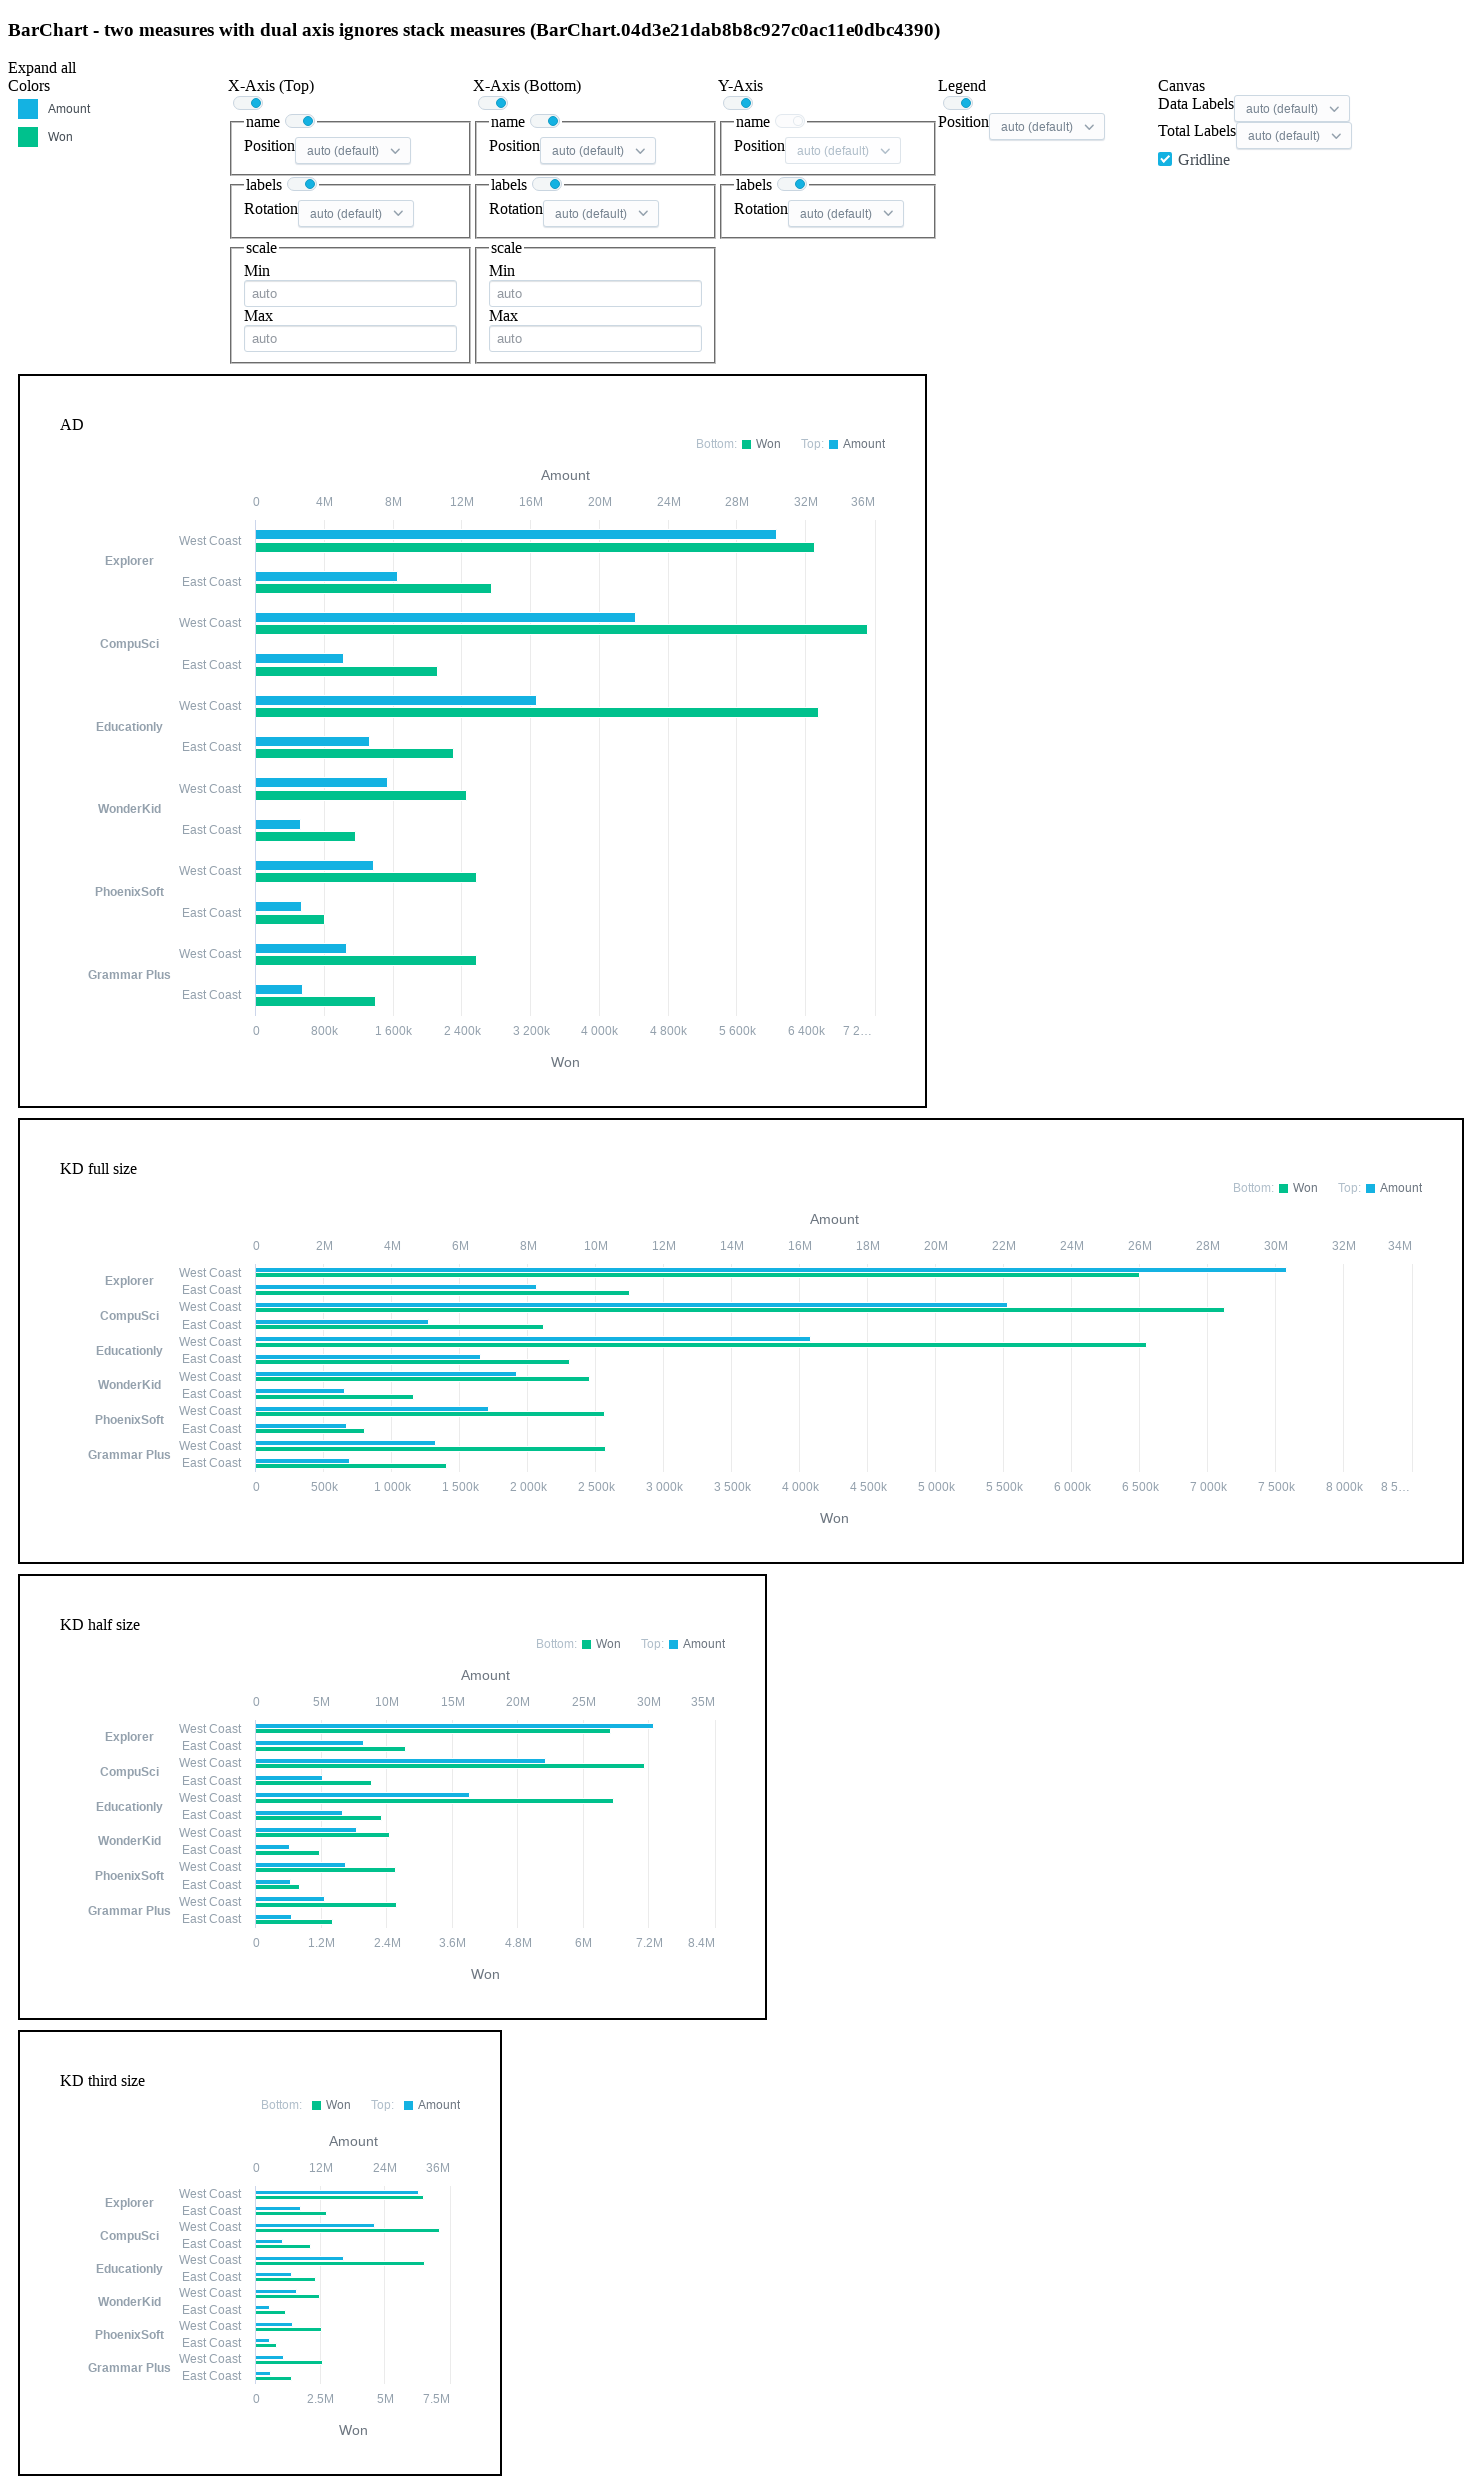 BarChart - two measures with dual axis ignores stack measures (BarChart.04d3e21dab8b8c927c0ac11e0dbc4390)
Expand all
Colors
Amount
Won
X-Axis (Top)
name
Position auto (default)
labels
Rotation auto (default)
scale
Min
auto
Max
auto
X-Axis (Bottom)
name
Position auto (default)
labels
Rotation auto (default)
scale
Min
auto
Max
auto
Y-Axis
name
Position auto (default)
labels
Rotation auto (default)
Legend
Position auto (default)
Canvas
Data Labels auto (default)
Total Labels auto (default)
Gridline
AD
Bottom: Won Top: Amount
Amount
0 4M 8M 12M 16M 20M 24M 28M 32M 36M
West Coast
Explorer
East Coast
West Coast
CompuSci
East Coast
West Coast
Educationly
East Coast
West Coast
WonderKid
East Coast
West Coast
PhoenixSoft
East Coast
West Coast
Grammar Plus
East Coast
0 800k 1 600k 2 400k 3 200k 4 000k 4 800k 5 600k 6 400k 7 2…
Won
KD full size
Bottom: Won Top: Amount
Amount
0 2M 4M 6M 8M 10M 12M 14M 16M 18M 20M 22M 24M 26M 28M 30M 32M 34M
West Coast
Explorer
East Coast
West Coast
CompuSci
East Coast
West Coast
Educationly
East Coast
West Coast
WonderKid
East Coast
West Coast
PhoenixSoft
East Coast
West Coast
Grammar Plus
East Coast
0 500k 1 000k 1 500k 2 000k 2 500k 3 000k 3 500k 4 000k 4 500k 5 000k 5 500k 6 000k 6 500k 7 000k 7 500k 8 000k 8 5…
Won
KD half size
Bottom: Won Top: Amount
Amount
0 5M 10M 15M 20M 25M 30M 35M
West Coast
Explorer
East Coast
West Coast
CompuSci
East Coast
West Coast
Educationly
East Coast
West Coast
WonderKid
East Coast
West Coast
PhoenixSoft
East Coast
West Coast
Grammar Plus
East Coast
0 1.2M 2.4M 3.6M 4.8M 6M 7.2M 8.4M
Won
KD third size
Bottom: Won Top: Amount
Amount
0 12M 24M 36M
West Coast
Explorer
East Coast
West Coast
CompuSci
East Coast
West Coast
Educationly
East Coast
West Coast
WonderKid
East Coast
West Coast
PhoenixSoft
East Coast
West Coast
Grammar Plus
East Coast
0 2.5M 5M 7.5M
Won